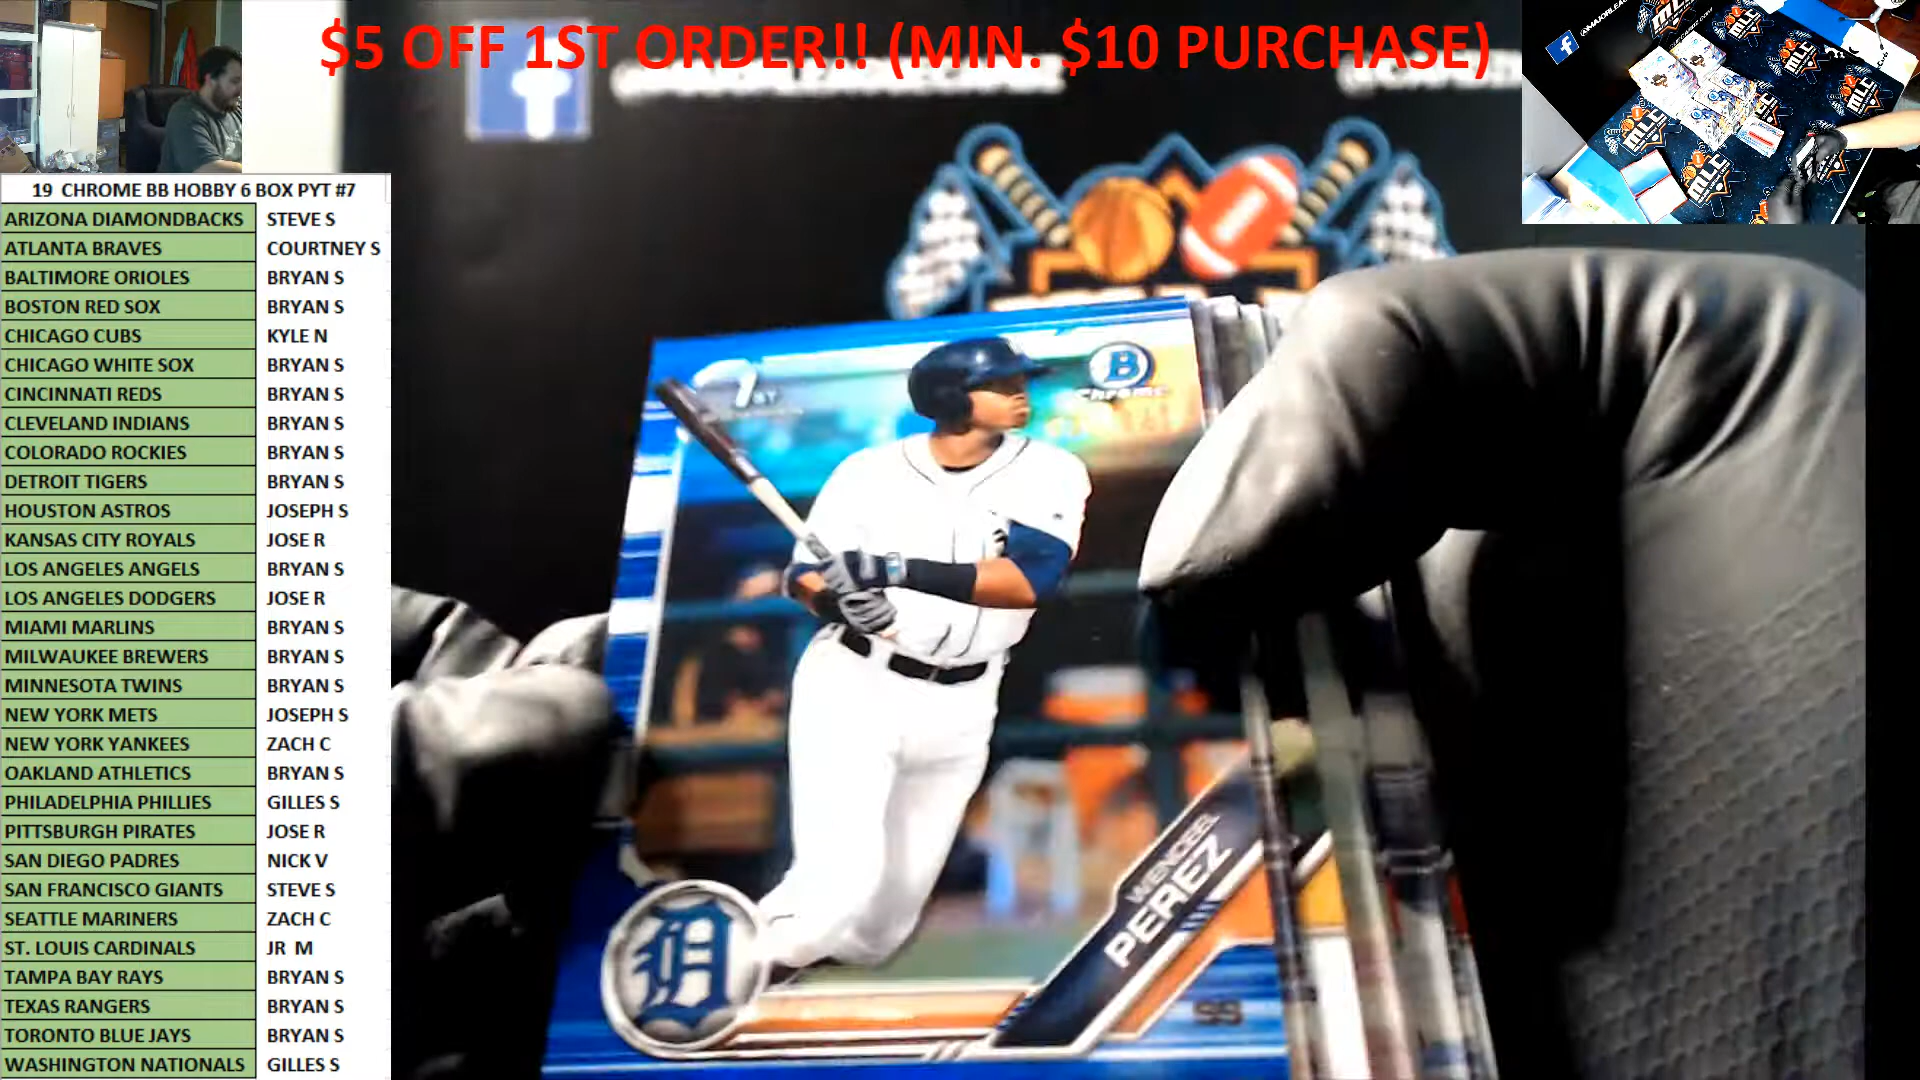 $5 OFF 1ST ORDER!! (MIN. $10 PURCHASE)
19 CHROME BB HOBBY 6 BOX PYT #7
ARIZONA DIAMONDBACKS STEVE S
ATLANTA BRAVES COURTNEY S
BALTIMORE ORIOLES BRYAN S
BOSTON RED SOX BRYAN S
CHICAGO CUBS KYLE N
CHICAGO WHITE SOX BRYAN S
CINCINNATI REDS BRYAN S
CLEVELAND INDIANS BRYAN S
COLORADO ROCKIES BRYAN S
DETROIT TIGERS BRYAN S
HOUSTON ASTROS JOSEPH S
KANSAS CITY ROYALS JOSE R
LOS ANGELES ANGELS BRYAN S
LOS ANGELES DODGERS JOSE R
MIAMI MARLINS BRYAN S
MILWAUKEE BREWERS BRYAN S
MINNESOTA TWINS BRYAN S
NEW YORK METS JOSEPH S
NEW YORK YANKEES ZACH C
OAKLAND ATHLETICS BRYAN S
PHILADELPHIA PHILLIES GILLES S
PITTSBURGH PIRATES JOSE R
SAN DIEGO PADRES NICK V
SAN FRANCISCO GIANTS STEVE S
SEATTLE MARINERS ZACH C
ST. LOUIS CARDINALS JR M
TAMPA BAY RAYS BRYAN S
TEXAS RANGERS BRYAN S
TORONTO BLUE JAYS BRYAN S
WASHINGTON NATIONALS GILLES S
1ST
B
Chrome
WENCEEL
PEREZ
D
MLC
MLC
MLC
MLC